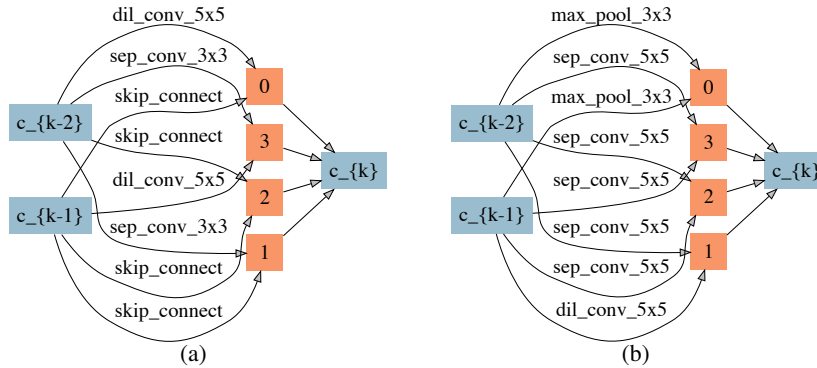 dil_conv_5x5
sep_conv_3x3
skip_connect
skip_connect
dil_conv_5x5
sep_conv_3x3
skip_connect
skip_connect
c_{k-2}
c_{k-1}
0
3
2
1
c_{k}
(a)
max_pool_3x3
sep_conv_5x5
max_pool_3x3
sep_conv_5x5
sep_conv_5x5
sep_conv_5x5
sep_conv_5x5
dil_conv_5x5
c_{k-2}
c_{k-1}
0
3
2
1
c_{k}
(b)